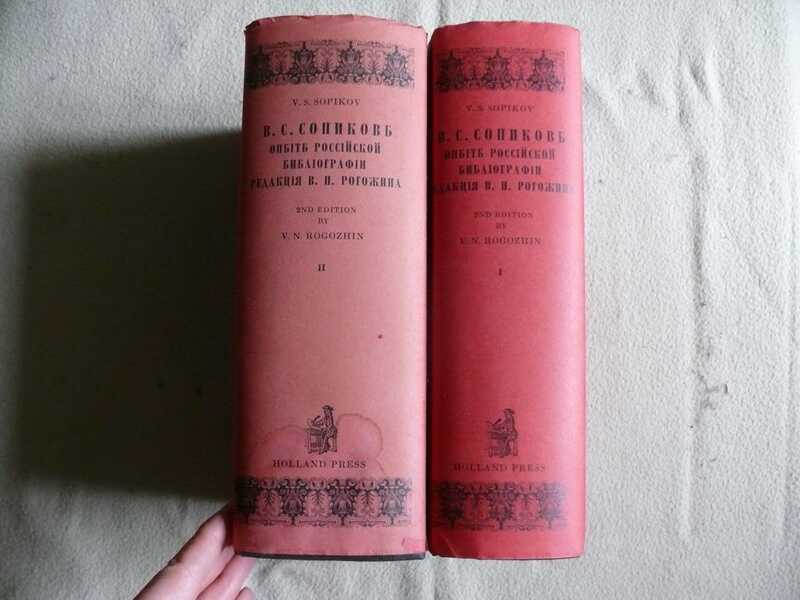 V. S. SOPIKOV
В. С. СОПИКОВЪ
ОПЫТЪ РОССІЙСКОЙ
БИБЛІОГРАФІИ
РЕДАКЦІЯ В. Н. РОГОЖИНА
2ND EDITION
BY
V. N. ROGOZHIN
II
HOLLAND PRESS
V. S. SOPIKOV
В. С. СОПИКОВЪ
ОПЫТЪ РОССІЙСКОЙ
БИБЛІОГРАФІИ
РЕДАКЦІЯ В. Н. РОГОЖИНА
2ND EDITION
BY
V. N. ROGOZHIN
I
HOLLAND PRESS